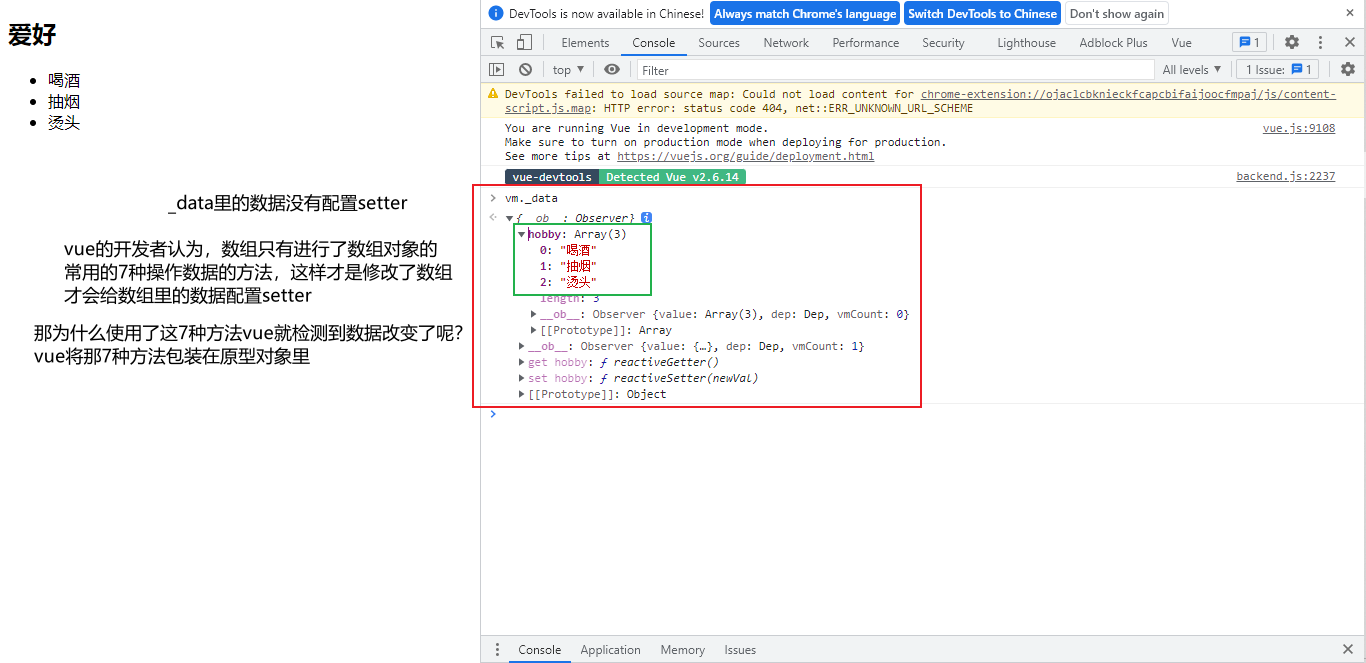 爱好
喝酒
抽烟
烫头
_data里的数据没有配置setter
vue的开发者认为，数组只有进行了数组对象的
常用的7种操作数据的方法，这样才是修改了数组
才会给数组里的数据配置setter
那为什么使用了这7种方法vue就检测到数据改变了呢？
vue将那7种方法包装在原型对象里
DevTools is now available in Chinese! Always match Chrome's language Switch DevTools to Chinese Don't show again
Elements Console Sources Network Performance Security Lighthouse Adblock Plus Vue 1
top Filter All levels 1 Issue: 1
DevTools failed to load source map: Could not load content for chrome-extension://ojaclcbknieckfcapcbifaijoocfmpaj/js/content-
script.js.map: HTTP error: status code 404, net::ERR_UNKNOWN_URL_SCHEME
You are running Vue in development mode. vue.js:9108
Make sure to turn on production mode when deploying for production.
See more tips at https://vuejs.org/guide/deployment.html
vue-devtools Detected Vue v2.6.14 backend.js:2237
vm._data
{__ob__: Observer}
hobby: Array(3)
0: "喝酒"
1: "抽烟"
2: "烫头"
length: 3
__ob__: Observer {value: Array(3), dep: Dep, vmCount: 0}
[[Prototype]]: Array
__ob__: Observer {value: {…}, dep: Dep, vmCount: 1}
get hobby: ƒ reactiveGetter()
set hobby: ƒ reactiveSetter(newVal)
[[Prototype]]: Object
Console Application Memory Issues